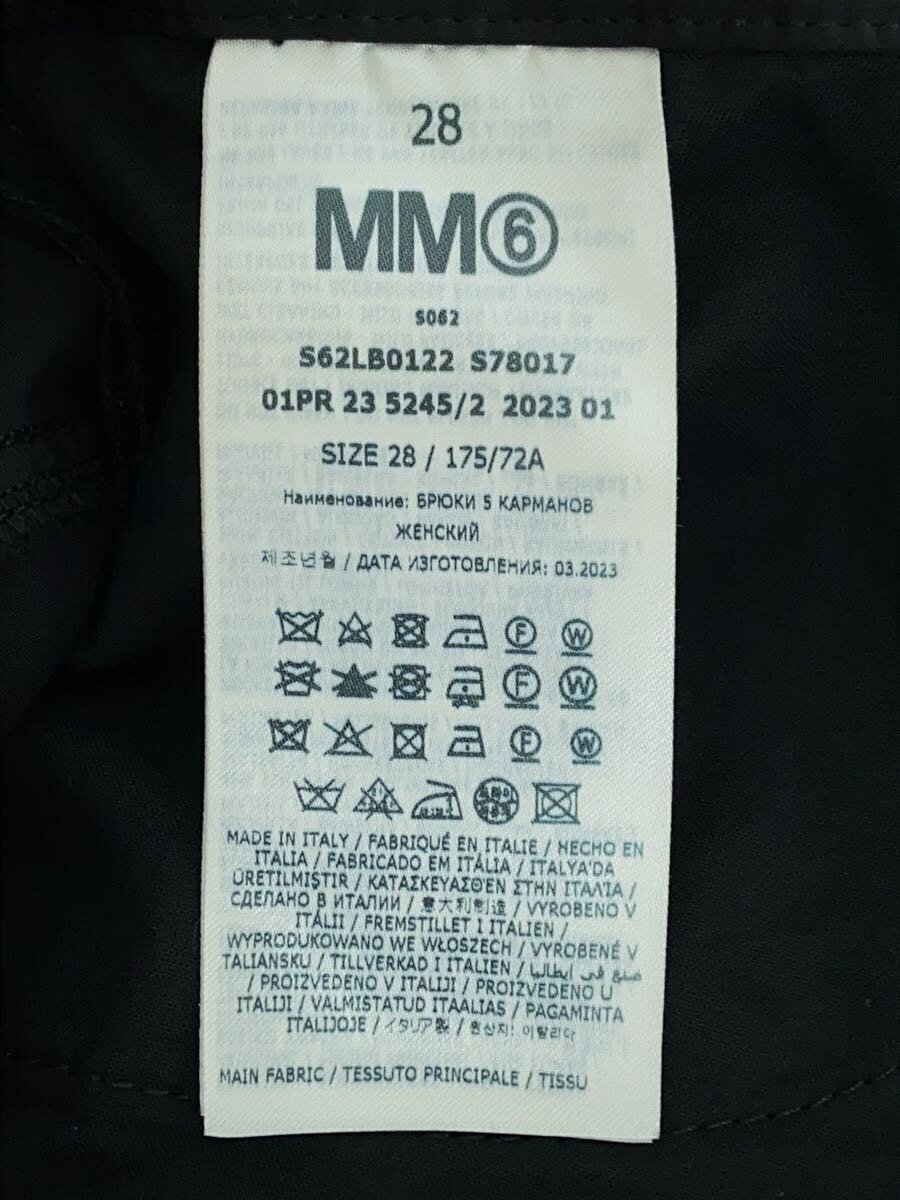 28
MM⑥
S062
S62LB0122 S78017
01PR 23 5245/2 2023 01
SIZE 28 / 175/72A
Наименование: БРЮКИ 5 КАРМАНОВ
ЖЕНСКИЙ
제조년월 / ДАТА ИЗГОТОВЛЕНИЯ: 03.2023
F W
F W
F W
MADE IN ITALY / FABRIQUÉ EN ITALIE / HECHO EN
ITALIA / FABRICADO EM ITÁLIA / ITALYA'DA
ÜRETILMIŞTIR / ΚΑΤΑΣΚΕΥΑΣΘ'ΕΝ ΣΤΗΝ ΙΤΑΛ'ΙΑ /
СДЕЛАНО В ИТАЛИИ / 意大利制造 / VYROBENO V
ITÁLII / FREMSTILLET I ITALIEN /
WYPRODUKOWANO WE WŁOSZECH / VYROBENÉ V
TALIANSKU / TILLVERKAD I ITALIEN / صنع في ايطاليا
/ PROIZVEDENO V ITALIJI / PROIZVEDENO U
ITALIJI / VALMISTATUD ITAALIAS / PAGAMINTA
ITALIJOJE / イタリア製 / 원산지: 이탈리아
MAIN FABRIC / TESSUTO PRINCIPALE / TISSU